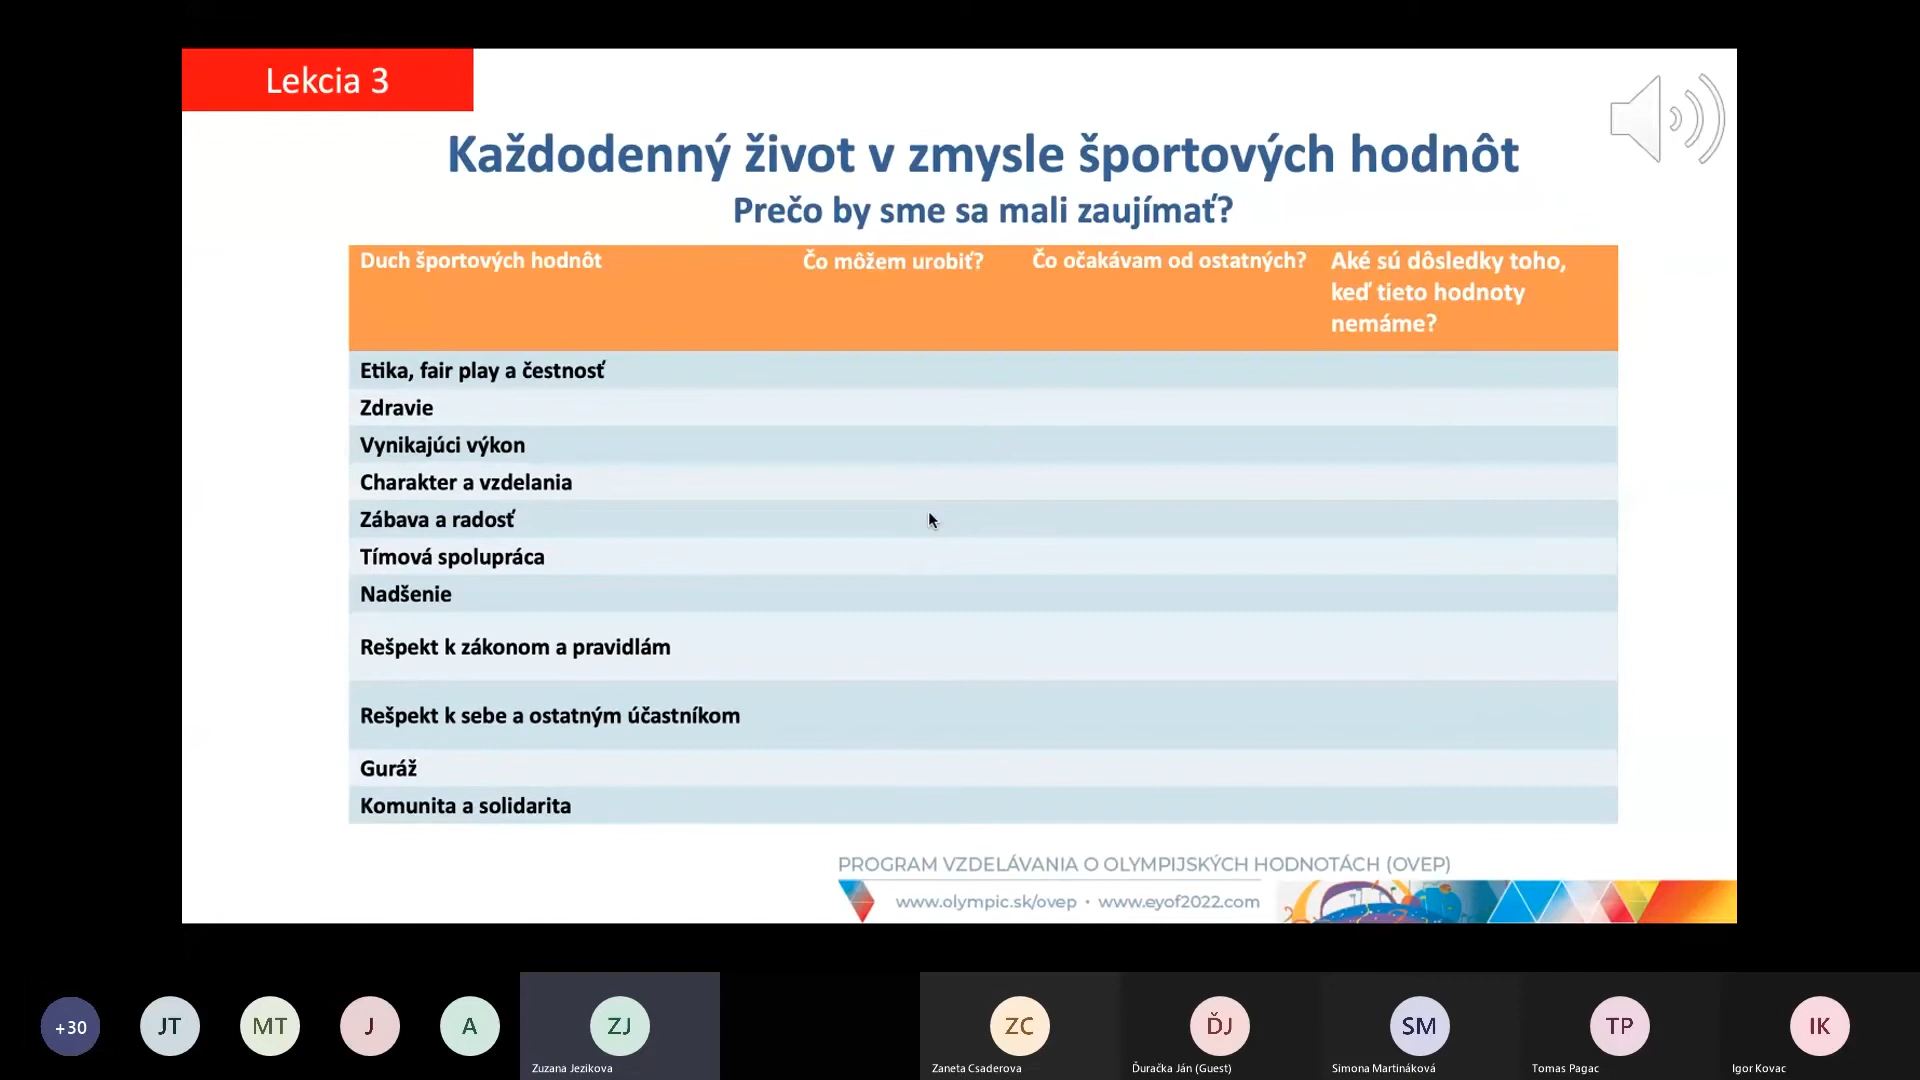 Lekcia 3
Každodenný život v zmysle športových hodnôt
Prečo by sme sa mali zaujímať?
Duch športových hodnôt
Čo môžem urobiť?
Čo očakávam od ostatných?
Aké sú dôsledky toho,
keď tieto hodnoty
nemáme?
Etika, fair play a čestnosť
Zdravie
Vynikajúci výkon
Charakter a vzdelania
Zábava a radosť
Tímová spolupráca
Nadšenie
Rešpekt k zákonom a pravidlám
Rešpekt k sebe a ostatným účastníkom
Guráž
Komunita a solidarita
PROGRAM VZDELÁVANIA O OLYMPIJSKÝCH HODNOTÁCH (OVEP)
www.olympic.sk/ovep • www.eyof2022.com
+30
JT
MT
J
A
ZJ
ZC
ĎJ
SM
TP
IK
Zuzana Jezikova
Zaneta Csaderova
Ďuračka Ján (Guest)
Simona Martináková
Tomas Pagac
Igor Kovac